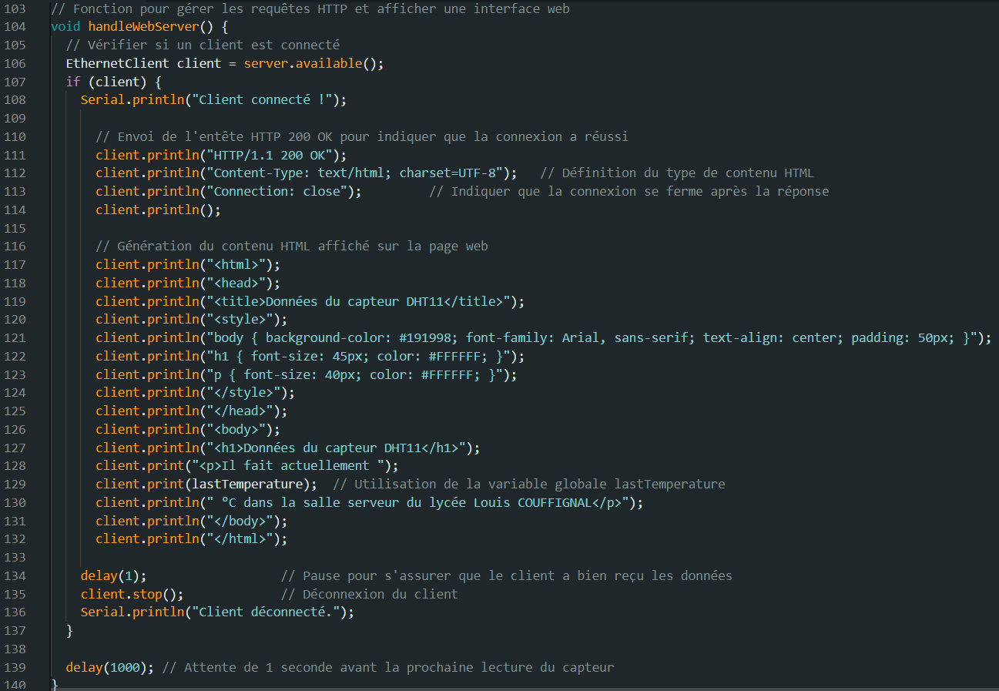 103 // Fonction pour gérer les requêtes HTTP et afficher une interface web
104 void handleWebServer() {
105   // Vérifier si un client est connecté
106   EthernetClient client = server.available();
107   if (client) {
108     Serial.println("Client connecté !");
109
110       // Envoi de l'entête HTTP 200 OK pour indiquer que la connexion a réussi
111       client.println("HTTP/1.1 200 OK");
112       client.println("Content-Type: text/html; charset=UTF-8");   // Définition du type de contenu HTML
113       client.println("Connection: close");         // Indiquer que la connexion se ferme après la réponse
114       client.println();
115
116       // Génération du contenu HTML affiché sur la page web
117       client.println("<html>");
118       client.println("<head>");
119       client.println("<title>Données du capteur DHT11</title>");
120       client.println("<style>");
121       client.println("body { background-color: #191998; font-family: Arial, sans-serif; text-align: center; padding: 50px; }");
122       client.println("h1 { font-size: 45px; color: #FFFFFF; }");
123       client.println("p { font-size: 40px; color: #FFFFFF; }");
124       client.println("</style>");
125       client.println("</head>");
126       client.println("<body>");
127       client.println("<h1>Données du capteur DHT11</h1>");
128       client.print("<p>Il fait actuellement ");
129       client.print(lastTemperature);  // Utilisation de la variable globale lastTemperature
130       client.println(" °C dans la salle serveur du lycée Louis COUFFIGNAL</p>");
131       client.println("</body>");
132       client.println("</html>");
133
134     delay(1);                  // Pause pour s'assurer que le client a bien reçu les données
135     client.stop();             // Déconnexion du client
136     Serial.println("Client déconnecté.");
137   }
138
139   delay(1000); // Attente de 1 seconde avant la prochaine lecture du capteur
140 }